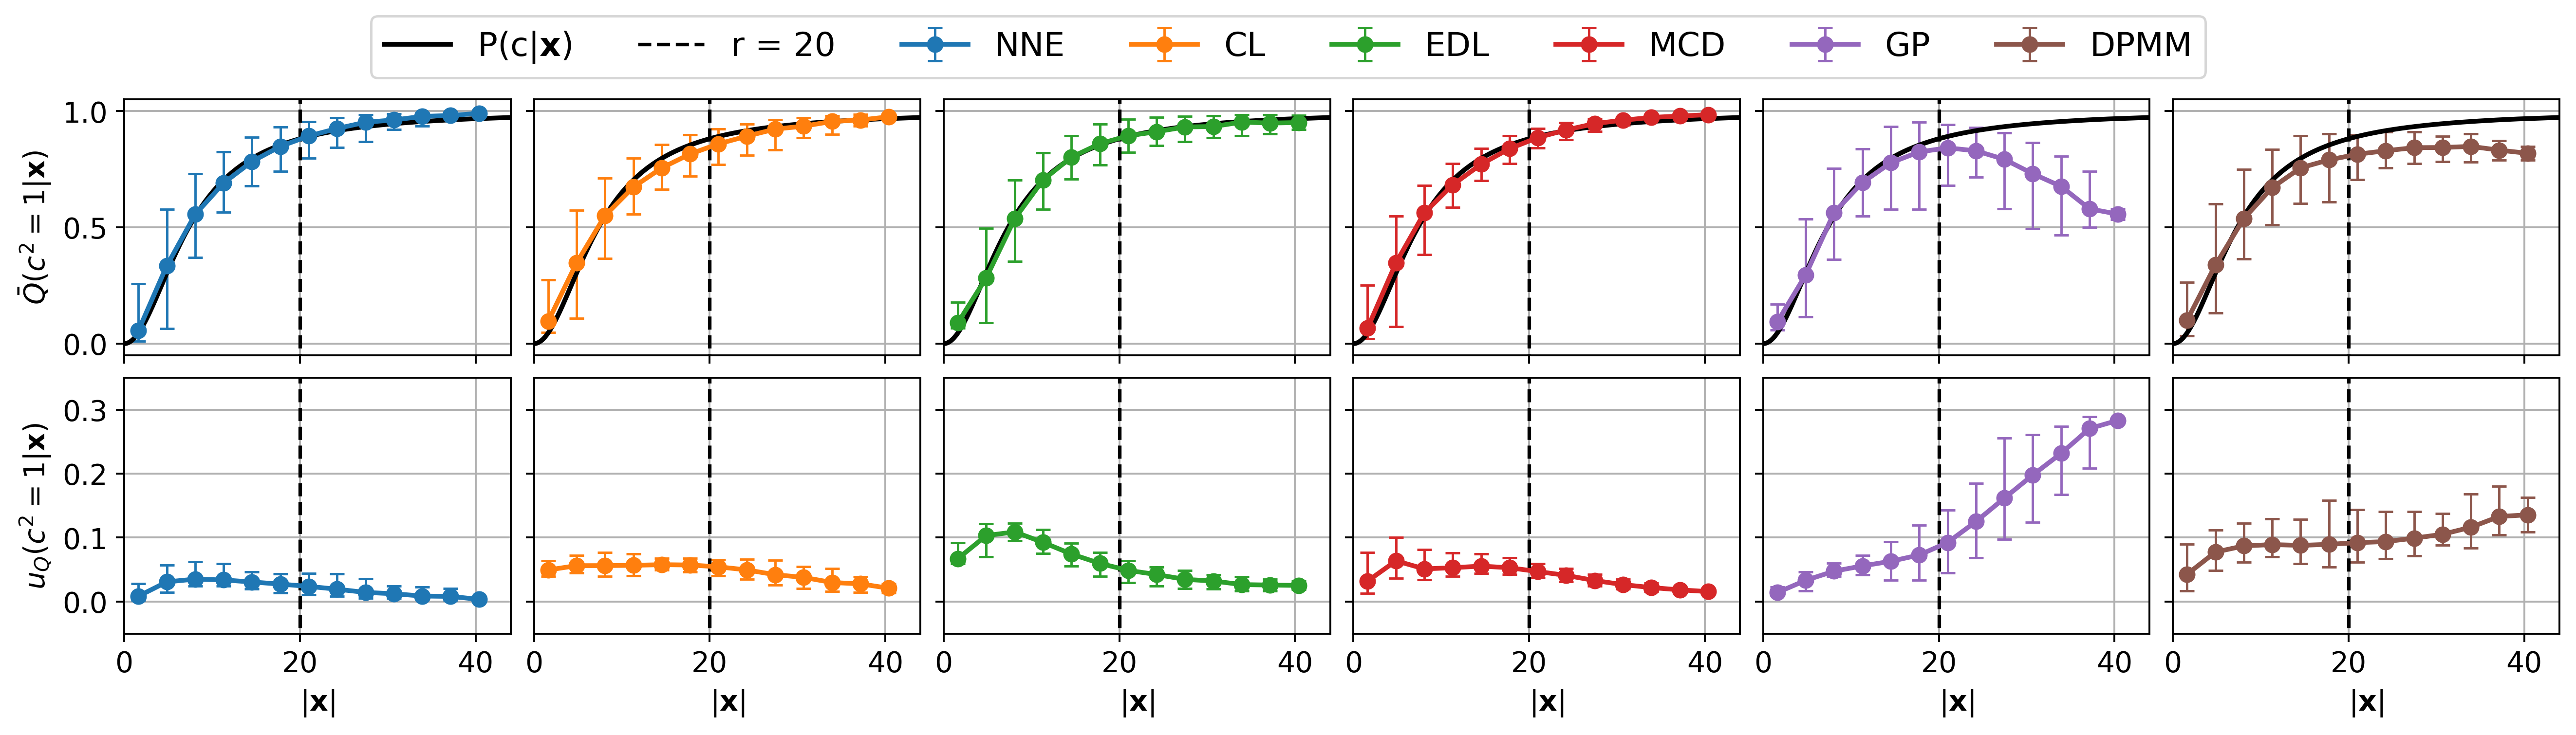 P(c|x) r = 20 NNE CL EDL MCD GP DPMM
1.0
0.5
0.0
Q̄(c² = 1|x)
0.3
0.2
0.1
0.0
u_Q(c² = 1|x)
0 20 40 0 20 40 0 20 40 0 20 40 0 20 40 0 20 40
|x| |x| |x| |x| |x| |x|